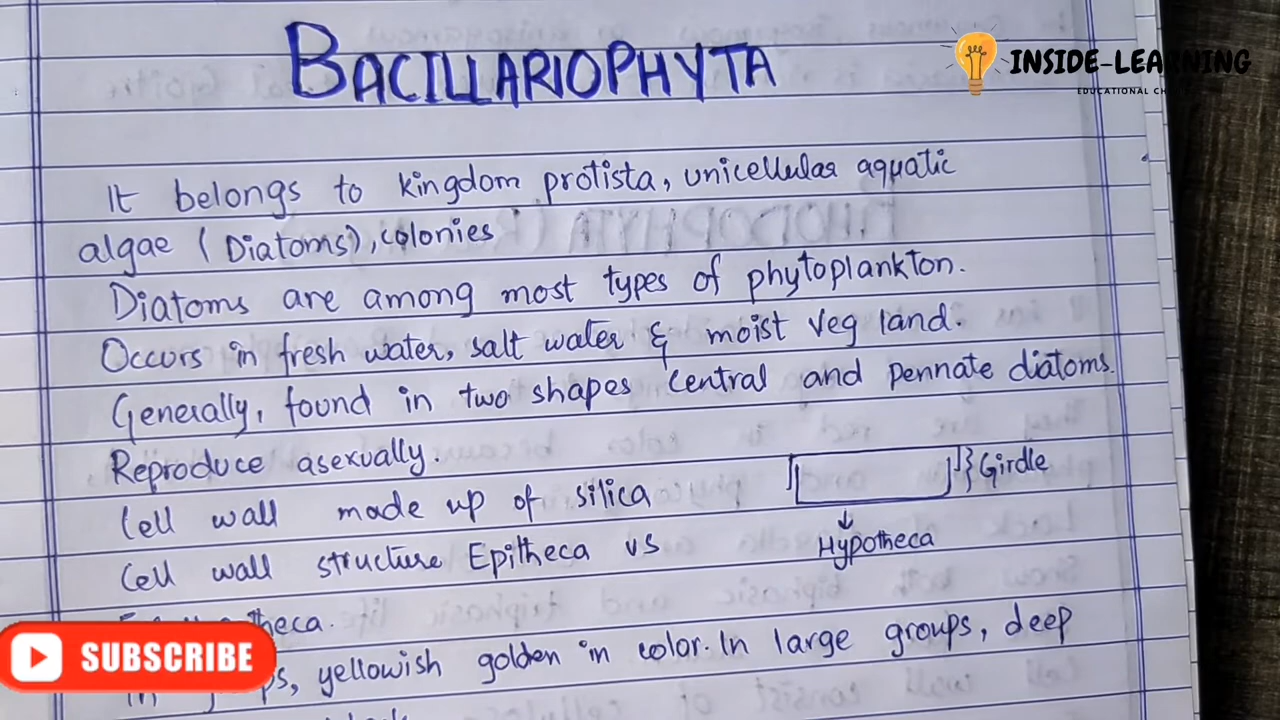 BACILLARIOPHYTA
INSIDE-LEARNING
EDUCATIONAL
It belongs to kingdom protista, unicellular aquatic
algae (Diatoms), colonies
Diatoms are among most types of phytoplankton.
Occurs in fresh water, salt water & moist veg land.
Generally, found in two shapes central and pennate diatoms.
Reproduce asexually.
Girdle
Cell wall made up of silica
Hypotheca
Cell wall structure Epitheca vs
theca.
SUBSCRIBE
yellowish golden in color. In large groups, deep